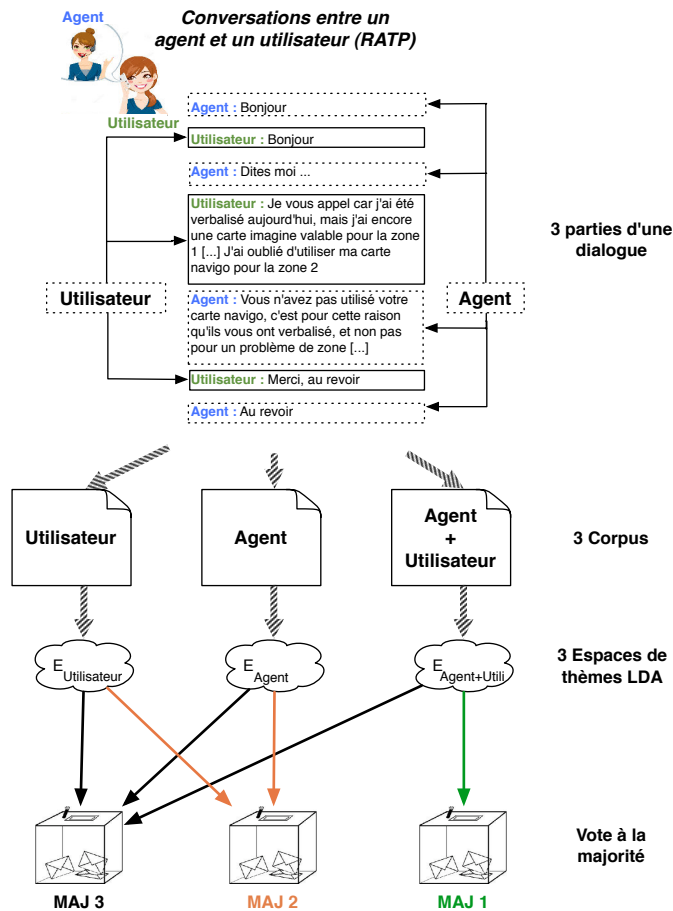 Agent
Conversations entre un
agent et un utilisateur (RATP)
Utilisateur
Agent : Bonjour
Utilisateur : Bonjour
Agent : Dites moi ...
Utilisateur : Je vous appel car j'ai été
verbalisé aujourd'hui, mais j'ai encore
une carte imagine valable pour la zone
1 [...] J'ai oublié d'utiliser ma carte
navigo pour la zone 2
3 parties d'une
dialogue
Utilisateur
Agent
Agent : Vous n'avez pas utilisé votre
carte navigo, c'est pour cette raison
qu'ils vous ont verbalisé, et non pas
pour un problème de zone [...]
Utilisateur : Merci, au revoir
Agent : Au revoir
Utilisateur
Agent
Agent
+
Utilisateur
3 Corpus
E Utilisateur
E Agent
E Agent+Utili
3 Espaces de
thèmes LDA
Vote à la
majorité
MAJ 3
MAJ 2
MAJ 1